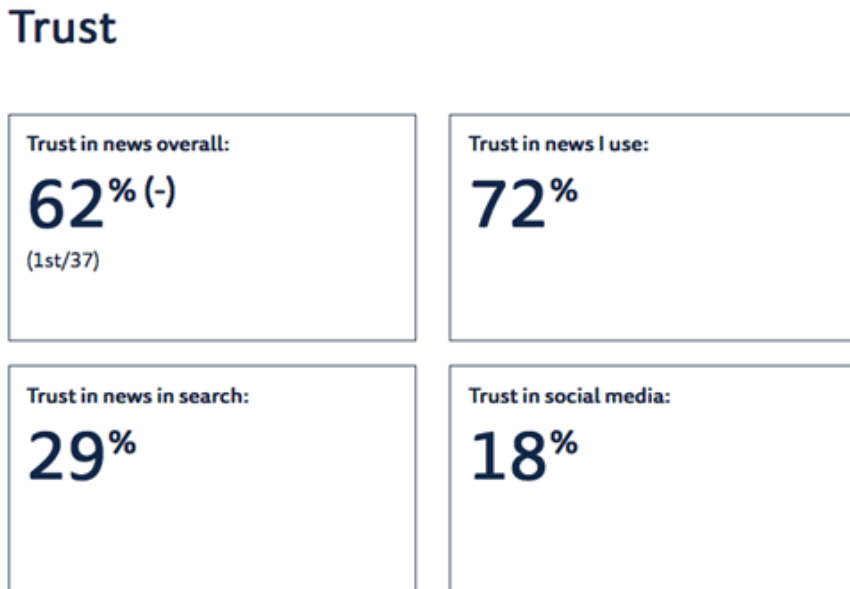 Trust
Trust in news overall:
62% (-)
(1st/37)
Trust in news I use:
72%
Trust in news in search:
29%
Trust in social media:
18%